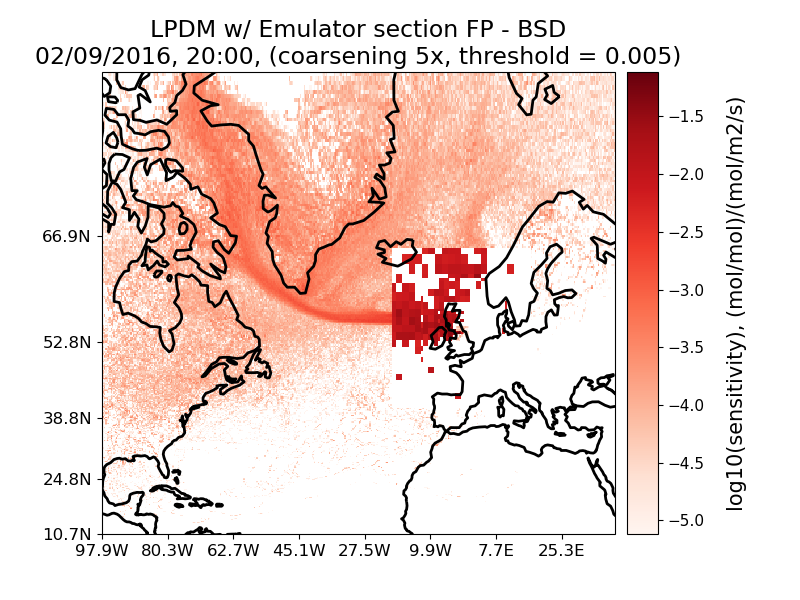 LPDM w/ Emulator section FP - BSD
02/09/2016, 20:00, (coarsening 5x, threshold = 0.005)
66.9N
52.8N
38.8N
24.8N
10.7N
97.9W 80.3W 62.7W 45.1W 27.5W 9.9W 7.7E 25.3E
−1.5
−2.0
−2.5
−3.0
−3.5
−4.0
−4.5
−5.0
log10(sensitivity), (mol/mol)/(mol/m2/s)